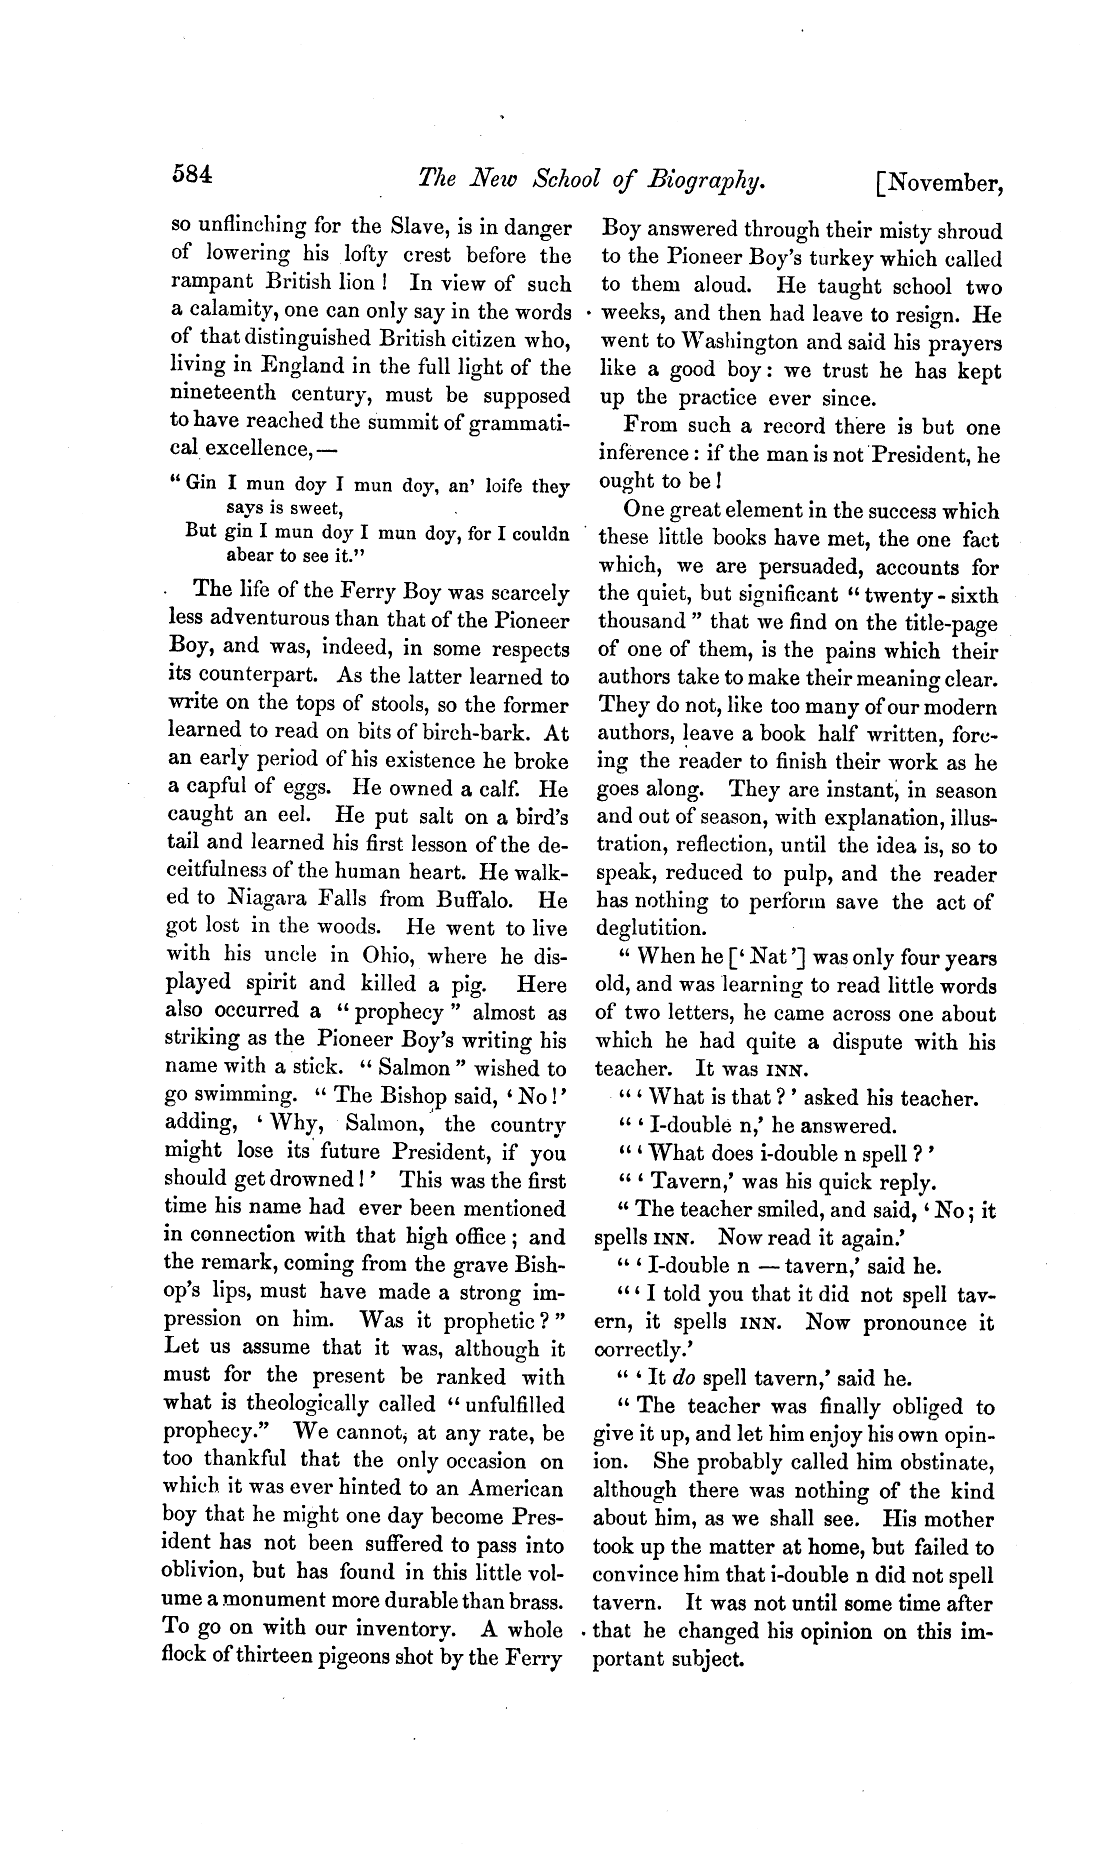 584
The New School of Biography.
[November,
so unflinching for the Slave, is in danger
of lowering his lofty crest before the
rampant British lion! In view of such
a calamity, one can only say in the words
of that distinguished British citizen who,
living in England in the full light of the
nineteenth century, must be supposed
to have reached the summit of grammati-
cal excellence,—
"Gin I mun doy I mun doy, an' loife they
says is sweet,
But gin I mun doy I mun doy, for I couldn
abear to see it."
The life of the Ferry Boy was scarcely
less adventurous than that of the Pioneer
Boy, and was, indeed, in some respects
its counterpart. As the latter learned to
write on the tops of stools, so the former
learned to read on bits of birch-bark. At
an early period of his existence he broke
a capful of eggs. He owned a calf. He
caught an eel. He put salt on a bird's
tail and learned his first lesson of the de-
ceitfulness of the human heart. He walk-
ed to Niagara Falls from Buffalo. He
got lost in the woods. He went to live
with his uncle in Ohio, where he dis-
played spirit and killed a pig. Here
also occurred a "prophecy" almost as
striking as the Pioneer Boy's writing his
name with a stick. "Salmon" wished to
go swimming. "The Bishop said, 'No!'
adding, 'Why, Salmon, the country
might lose its future President, if you
should get drowned!' This was the first
time his name had ever been mentioned
in connection with that high office; and
the remark, coming from the grave Bish-
op's lips, must have made a strong im-
pression on him. Was it prophetic?"
Let us assume that it was, although it
must for the present be ranked with
what is theologically called "unfulfilled
prophecy." We cannot, at any rate, be
too thankful that the only occasion on
which it was ever hinted to an American
boy that he might one day become Pres-
ident has not been suffered to pass into
oblivion, but has found in this little vol-
ume a monument more durable than brass.
To go on with our inventory. A whole
flock of thirteen pigeons shot by the Ferry
Boy answered through their misty shroud
to the Pioneer Boy's turkey which called
to them aloud. He taught school two
weeks, and then had leave to resign. He
went to Washington and said his prayers
like a good boy: we trust he has kept
up the practice ever since.
From such a record there is but one
inference: if the man is not President, he
ought to be!
One great element in the success which
these little books have met, the one fact
which, we are persuaded, accounts for
the quiet, but significant "twenty-sixth
thousand" that we find on the title-page
of one of them, is the pains which their
authors take to make their meaning clear.
They do not, like too many of our modern
authors, leave a book half written, forc-
ing the reader to finish their work as he
goes along. They are instant, in season
and out of season, with explanation, illus-
tration, reflection, until the idea is, so to
speak, reduced to pulp, and the reader
has nothing to perform save the act of
deglutition.
"When he ['Nat'] was only four years
old, and was learning to read little words
of two letters, he came across one about
which he had quite a dispute with his
teacher. It was INN.
"'What is that?' asked his teacher.
"'I-double n,' he answered.
"'What does i-double n spell?'
"'Tavern,' was his quick reply.
"The teacher smiled, and said, 'No; it
spells INN. Now read it again.'
"'I-double n — tavern,' said he.
"'I told you that it did not spell tav-
ern, it spells INN. Now pronounce it
correctly.'
"'It do spell tavern,' said he.
"The teacher was finally obliged to
give it up, and let him enjoy his own opin-
ion. She probably called him obstinate,
although there was nothing of the kind
about him, as we shall see. His mother
took up the matter at home, but failed to
convince him that i-double n did not spell
tavern. It was not until some time after
that he changed his opinion on this im-
portant subject.